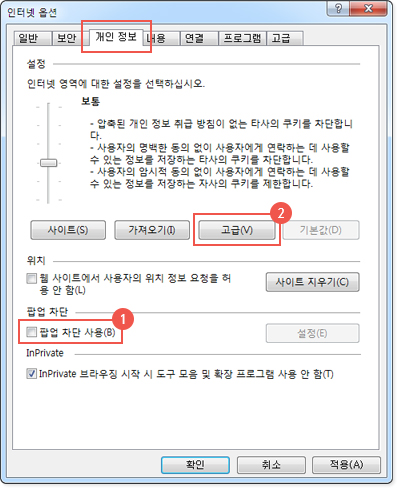 인터넷 옵션
일반 보안 개인 정보 내용 연결 프로그램 고급
설정
인터넷 영역에 대한 설정을 선택하십시오.
보통
- 압축된 개인 정보 취급 방침이 없는 타사의 쿠키를 차단합니
다.
- 사용자의 명백한 동의 없이 사용자에게 연락하는 데 사용할
수 있는 정보를 저장하는 타사의 쿠키를 차단합니다.
- 사용자의 암시적 동의 없이 사용자에게 연락하는 데 사용할
수 있는 정보를 저장하는 자사의 쿠키를 제한합니다.
2
사이트(S) 가져오기(I) 고급(V) 기본값(D)
위치
웹 사이트에서 사용자의 위치 정보 요청을 허
용 안 함(L)
사이트 지우기(C)
팝업 차단
1
팝업 차단 사용(B) 설정(E)
InPrivate
InPrivate 브라우징 시작 시 도구 모음 및 확장 프로그램 사용 안 함(T)
확인 취소 적용(A)